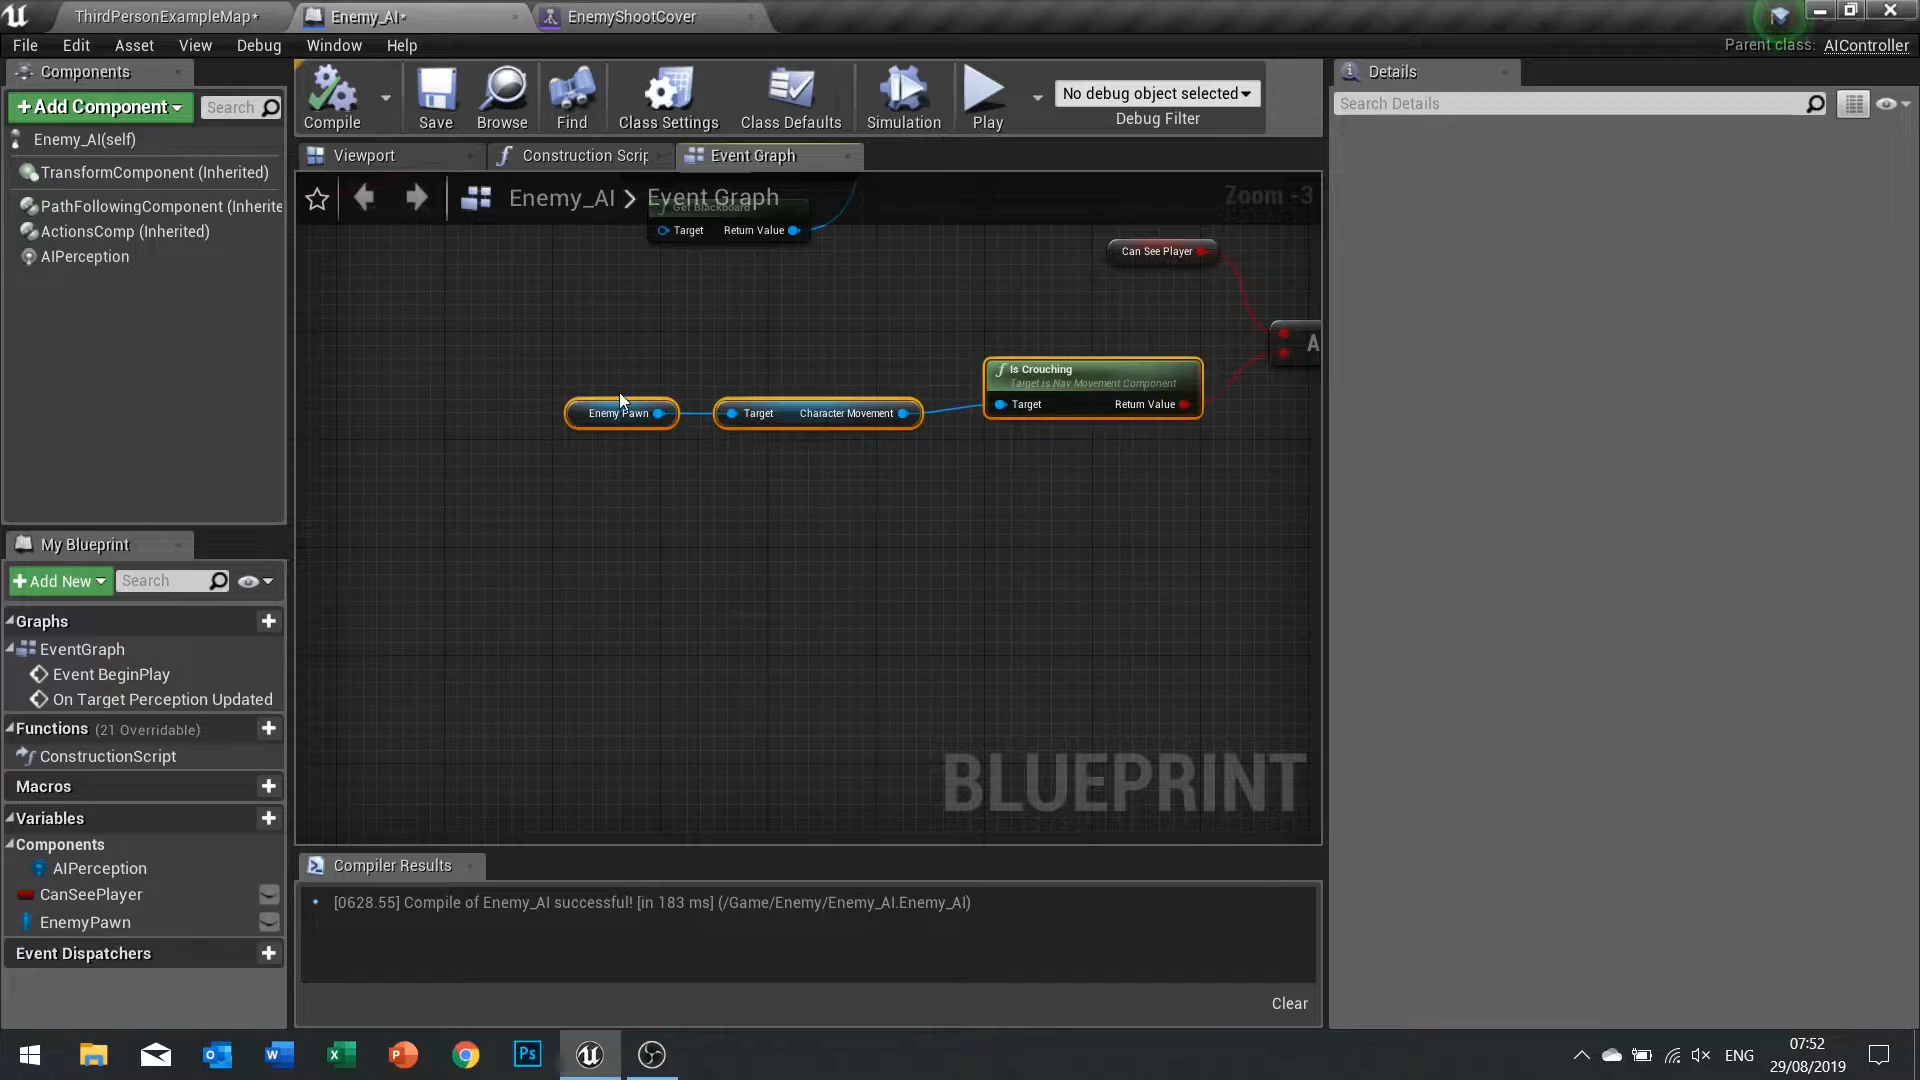 ThirdPersonExampleMap*
Enemy_AI*
EnemyShootCover
File Edit Asset View Debug Window Help
Parent class: AIController
Components
+Add Component
Search
Enemy_AI(self)
TransformComponent (Inherited)
PathFollowingComponent (Inherite
ActionsComp (Inherited)
AIPerception
Compile
Save
Browse
Find
Class Settings
Class Defaults
Simulation
Play
No debug object selected
Debug Filter
Viewport
Construction Scrip
Event Graph
Enemy_AI > Event Graph
Zoom -3
Get Blackboard
Target Return Value
Can See Player
A
Is Crouching
Target is Nav Movement Component
Target Return Value
Enemy Pawn
Target Character Movement
BLUEPRINT
Details
Search Details
My Blueprint
+Add New
Search
Graphs
EventGraph
Event BeginPlay
On Target Perception Updated
Functions (21 Overridable)
ConstructionScript
Macros
Variables
Components
AIPerception
CanSeePlayer
EnemyPawn
Event Dispatchers
Compiler Results
[0628.55] Compile of Enemy_AI successful! [in 183 ms] (/Game/Enemy/Enemy_AI.Enemy_AI)
Clear
ENG
07:52
29/08/2019